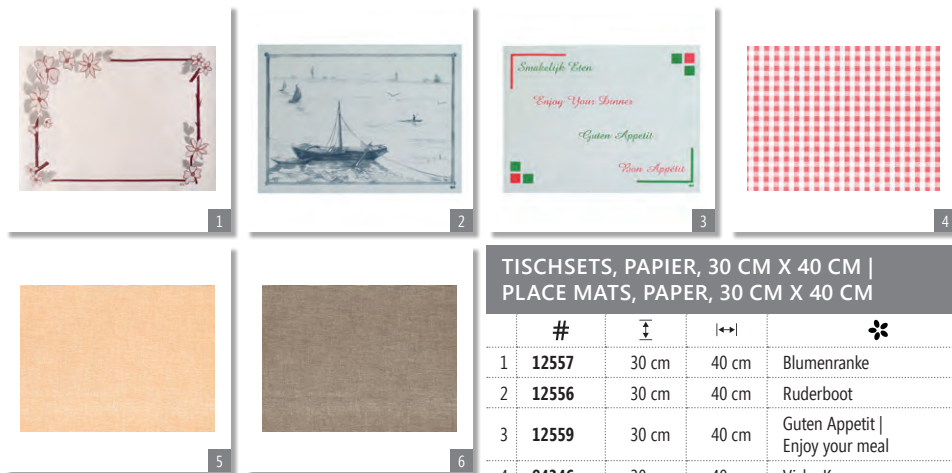 Smakelijk Eten
Enjoy Your Dinner
Guten Appetit
Bon Appétit
1
2
3
4
5
6
TISCHSETS, PAPIER, 30 CM X 40 CM |
PLACE MATS, PAPER, 30 CM X 40 CM
#
1 12557 30 cm 40 cm Blumenranke
2 12556 30 cm 40 cm Ruderboot
3 12559 30 cm 40 cm Guten Appetit |
Enjoy your meal
4